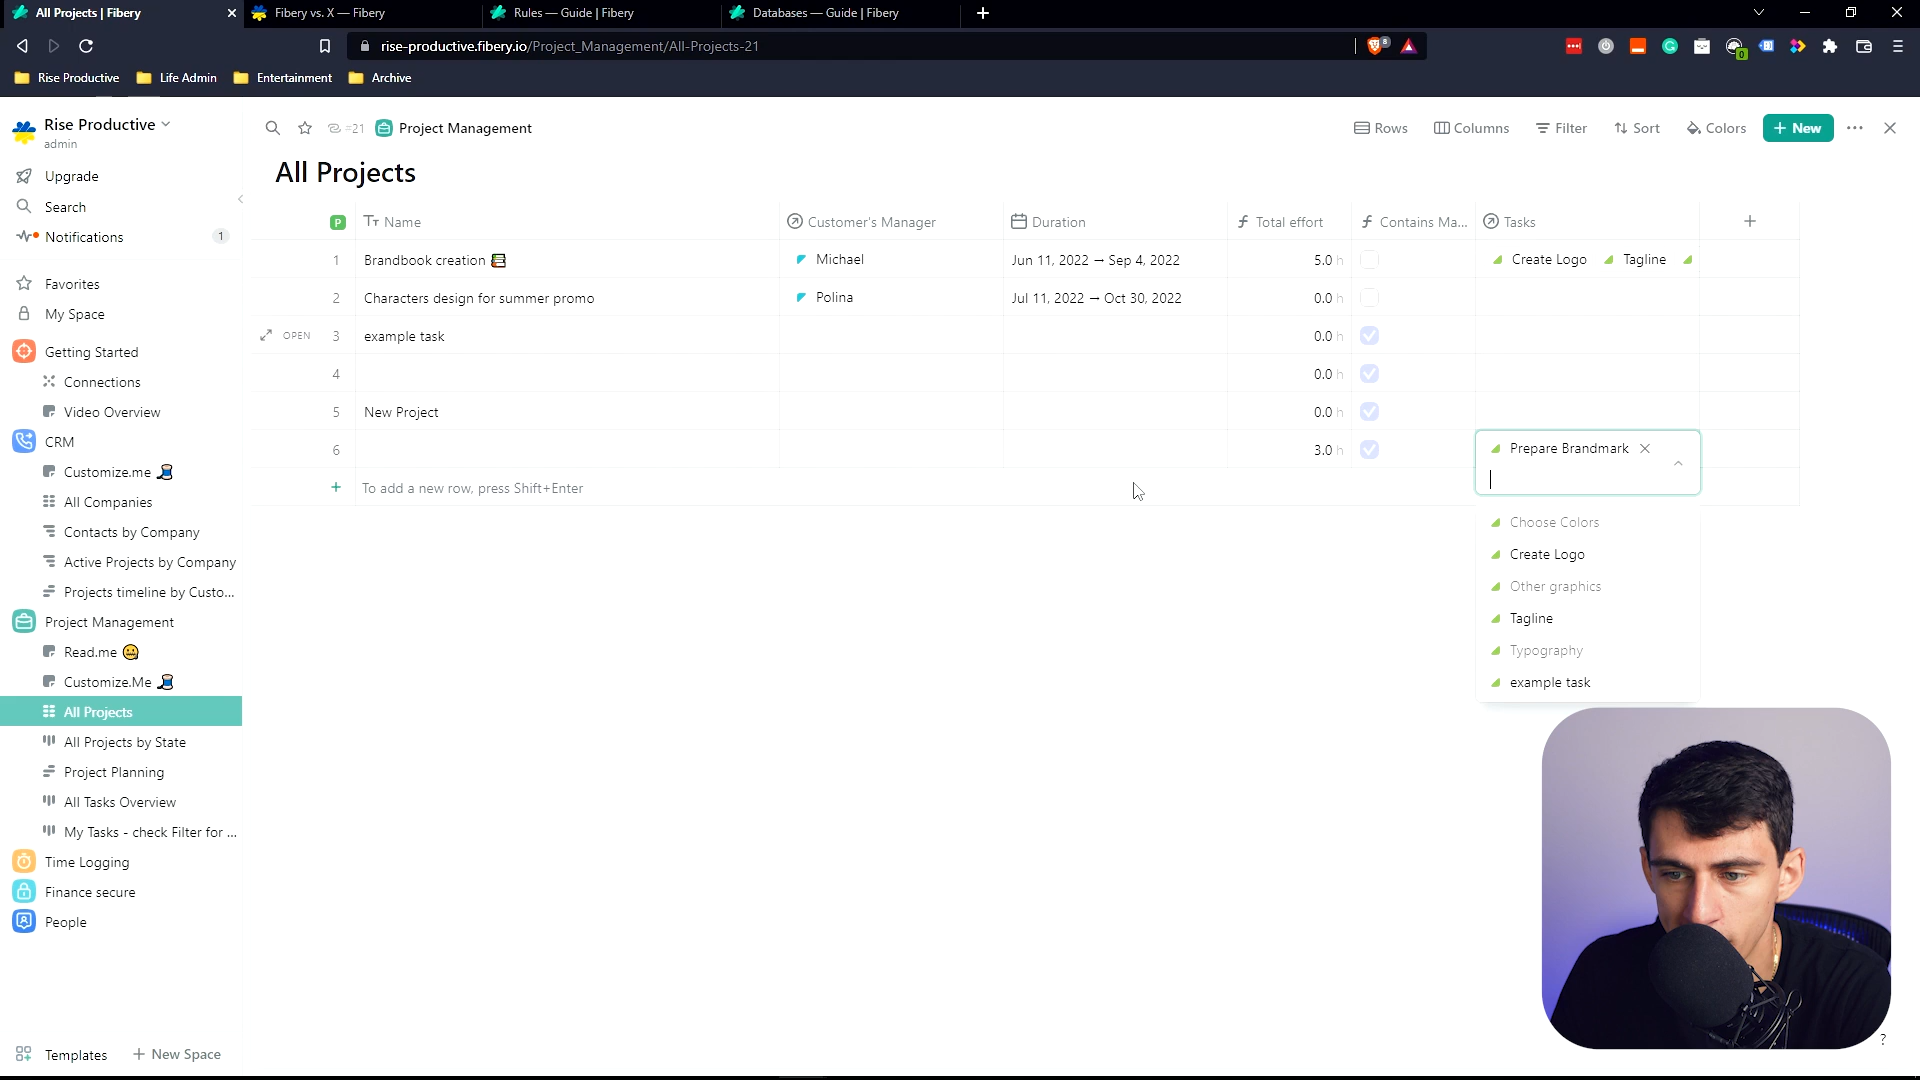 All Projects | Fibery
Fibery vs. X — Fibery
Rules — Guide | Fibery
Databases — Guide | Fibery
rise-productive.fibery.io/Project_Management/All-Projects-21
Rise Productive
Life Admin
Entertainment
Archive
Rise Productive
admin
Upgrade
Search
Notifications
1
Favorites
My Space
Getting Started
Connections
Video Overview
CRM
Customize.me
All Companies
Contacts by Company
Active Projects by Company
Projects timeline by Custo...
Project Management
Read.me
Customize.Me
All Projects
All Projects by State
Project Planning
All Tasks Overview
My Tasks - check Filter for ...
Time Logging
Finance secure
People
Templates
+ New Space
=21
Project Management
Rows
Columns
Filter
Sort
Colors
+ New
All Projects
P
Name
Customer's Manager
Duration
Total effort
Contains Ma...
Tasks
1 Brandbook creation Michael Jun 11, 2022 → Sep 4, 2022 5.0 h Create Logo Tagline
2 Characters design for summer promo Polina Jul 11, 2022 → Oct 30, 2022 0.0 h
OPEN 3 example task 0.0 h
4 0.0 h
5 New Project 0.0 h
6 3.0 h Prepare Brandmark
+ To add a new row, press Shift+Enter
Choose Colors
Create Logo
Other graphics
Tagline
Typography
example task
?